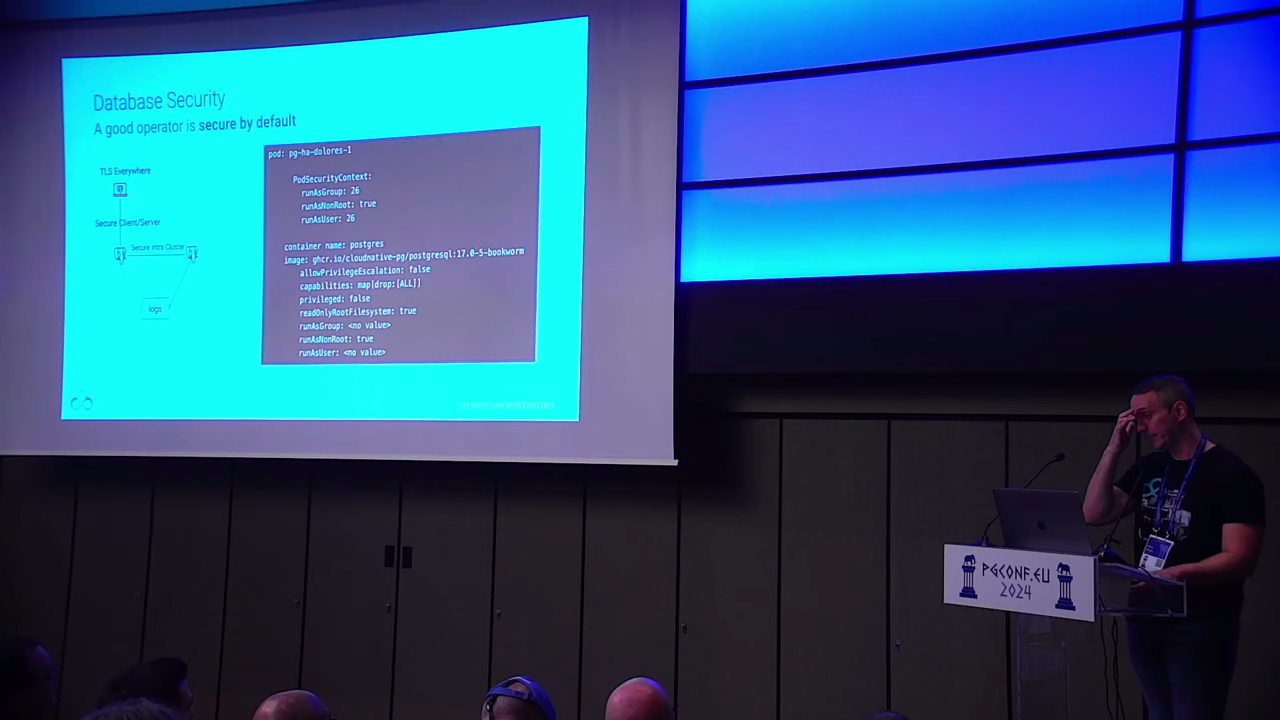 Database Security
A good operator is secure by default
TLS Everywhere
Secure Client/Server
Secure Intra Cluster
logs
pod: pg-ha-dolores-1
PodSecurityContext:
runAsGroup: 26
runAsNonRoot: true
runAsUser: 26
container name: postgres
image: ghcr.io/cloudnative-pg/postgresql:17.0-5-bookworm
allowPrivilegeEscalation: false
capabilities: map[drop:[ALL]]
privileged: false
readOnlyRootFilesystem: true
runAsGroup: <no value>
runAsNonRoot: true
runAsUser: <no value>
PGCONF.EU
2024